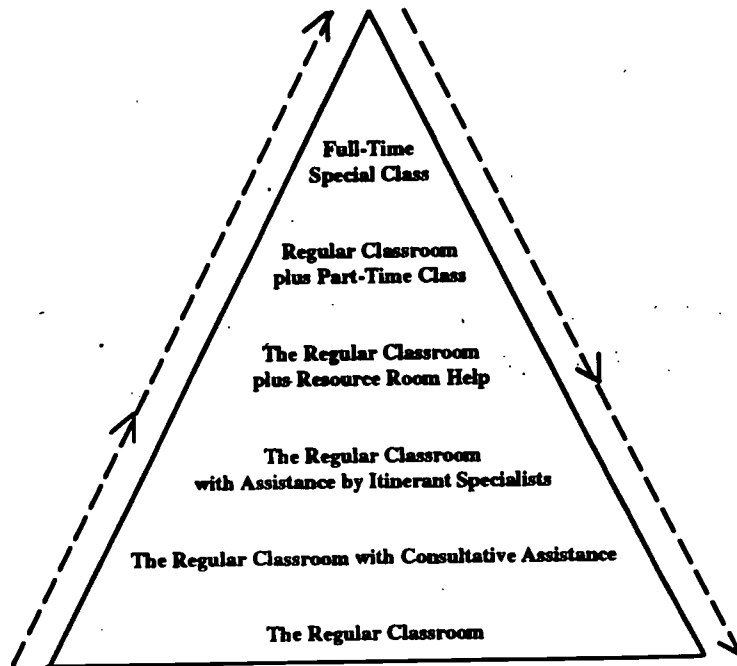 Full-Time
Special Class
Regular Classroom
plus Part-Time Class
The Regular Classroom
plus Resource Room Help
The Regular Classroom
with Assistance by Itinerant Specialists
The Regular Classroom with Consultative Assistance
The Regular Classroom